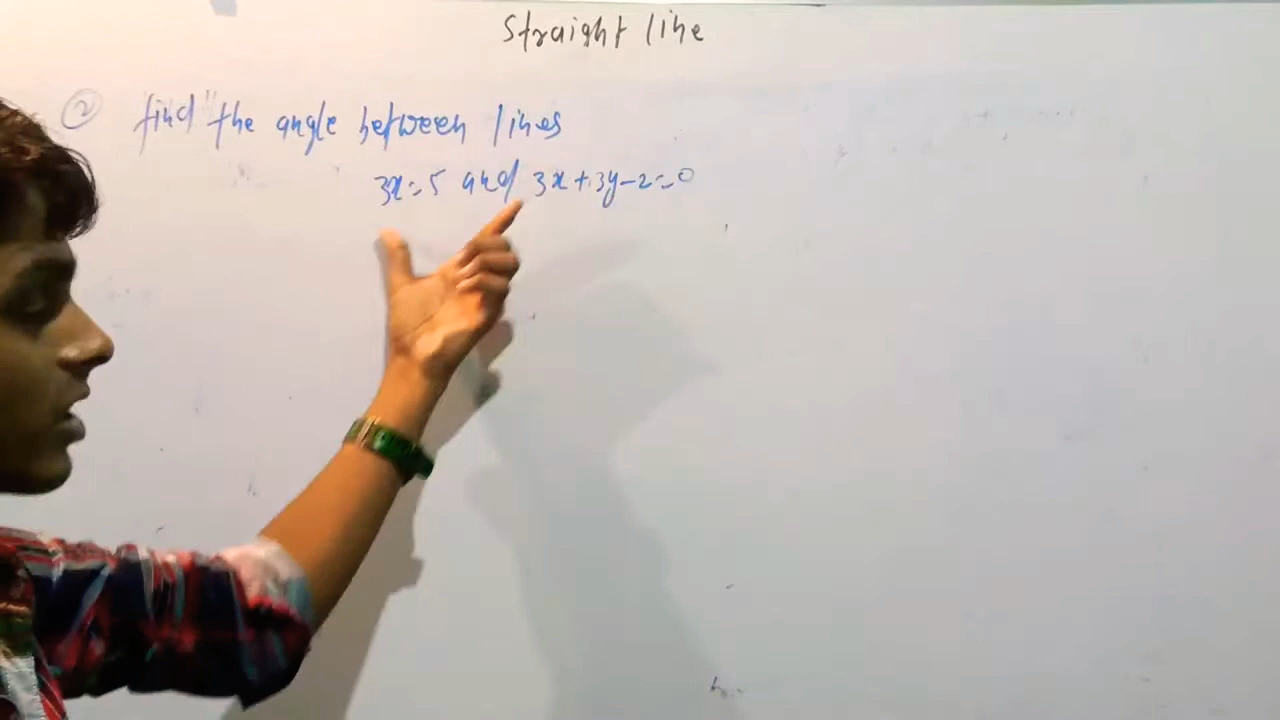 Straight line
② find the angle between lines
3x=5 and 3x+3y-2=0